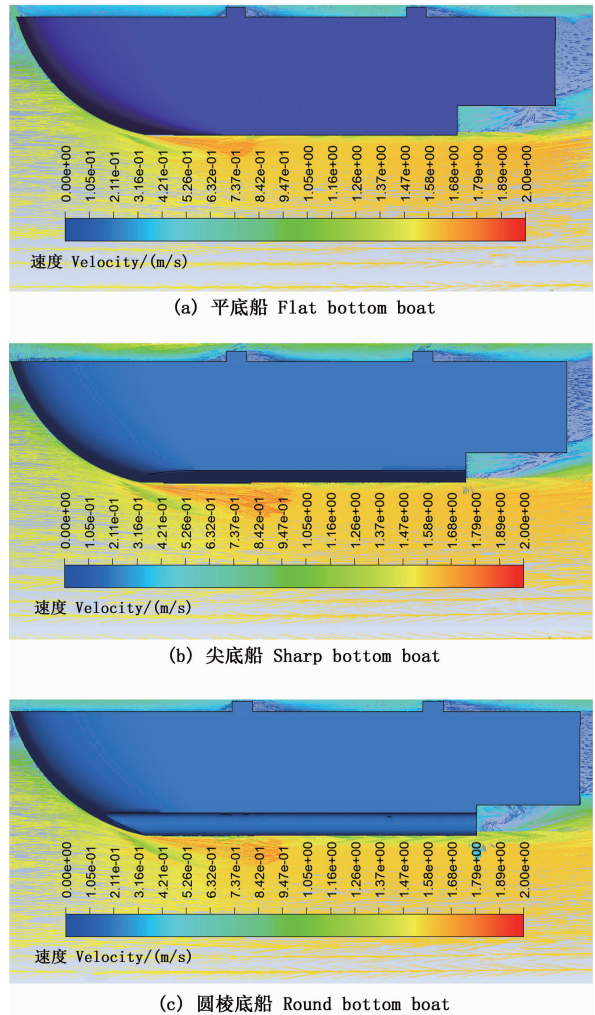 0.00e+00 1.05e-01 2.11e-01 3.16e-01 4.21e-01 5.26e-01 6.32e-01 7.37e-01 8.42e-01 9.47e-01 1.05e+00 1.16e+00 1.26e+00 1.37e+00 1.47e+00 1.58e+00 1.68e+00 1.79e+00 1.89e+00 2.00e+00
速度 Velocity/(m/s)
(a) 平底船 Flat bottom boat
0.00e+00 1.05e-01 2.11e-01 3.16e-01 4.21e-01 5.26e-01 6.32e-01 7.37e-01 8.42e-01 9.47e-01 1.05e+00 1.16e+00 1.26e+00 1.37e+00 1.47e+00 1.58e+00 1.68e+00 1.79e+00 1.89e+00 2.00e+00
速度 Velocity/(m/s)
(b) 尖底船 Sharp bottom boat
0.00e+00 1.05e-01 2.11e-01 3.16e-01 4.21e-01 5.26e-01 6.32e-01 7.37e-01 8.42e-01 9.47e-01 1.05e+00 1.16e+00 1.26e+00 1.37e+00 1.47e+00 1.58e+00 1.68e+00 1.79e+00 1.89e+00 2.00e+00
速度 Velocity/(m/s)
(c) 圆棱底船 Round bottom boat